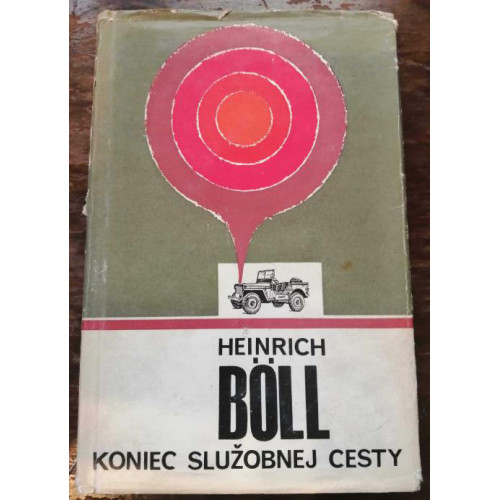 HEINRICH
BÖLL
KONIEC SLUŽOBNEJ CESTY